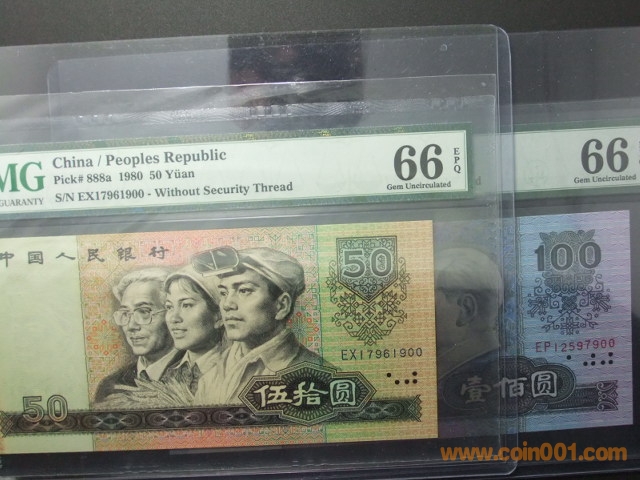 MG
GUARANTY
China / Peoples Republic
Pick# 888a 1980 50 Yüan
S/N EX17961900 - Without Security Thread
66 EPQ
Gem Uncirculated
66
Gem Uncirculated
中国人民银行
50
EX17961900
伍拾圆
50
100
EP12597900
壹佰圆
www.coin001.com